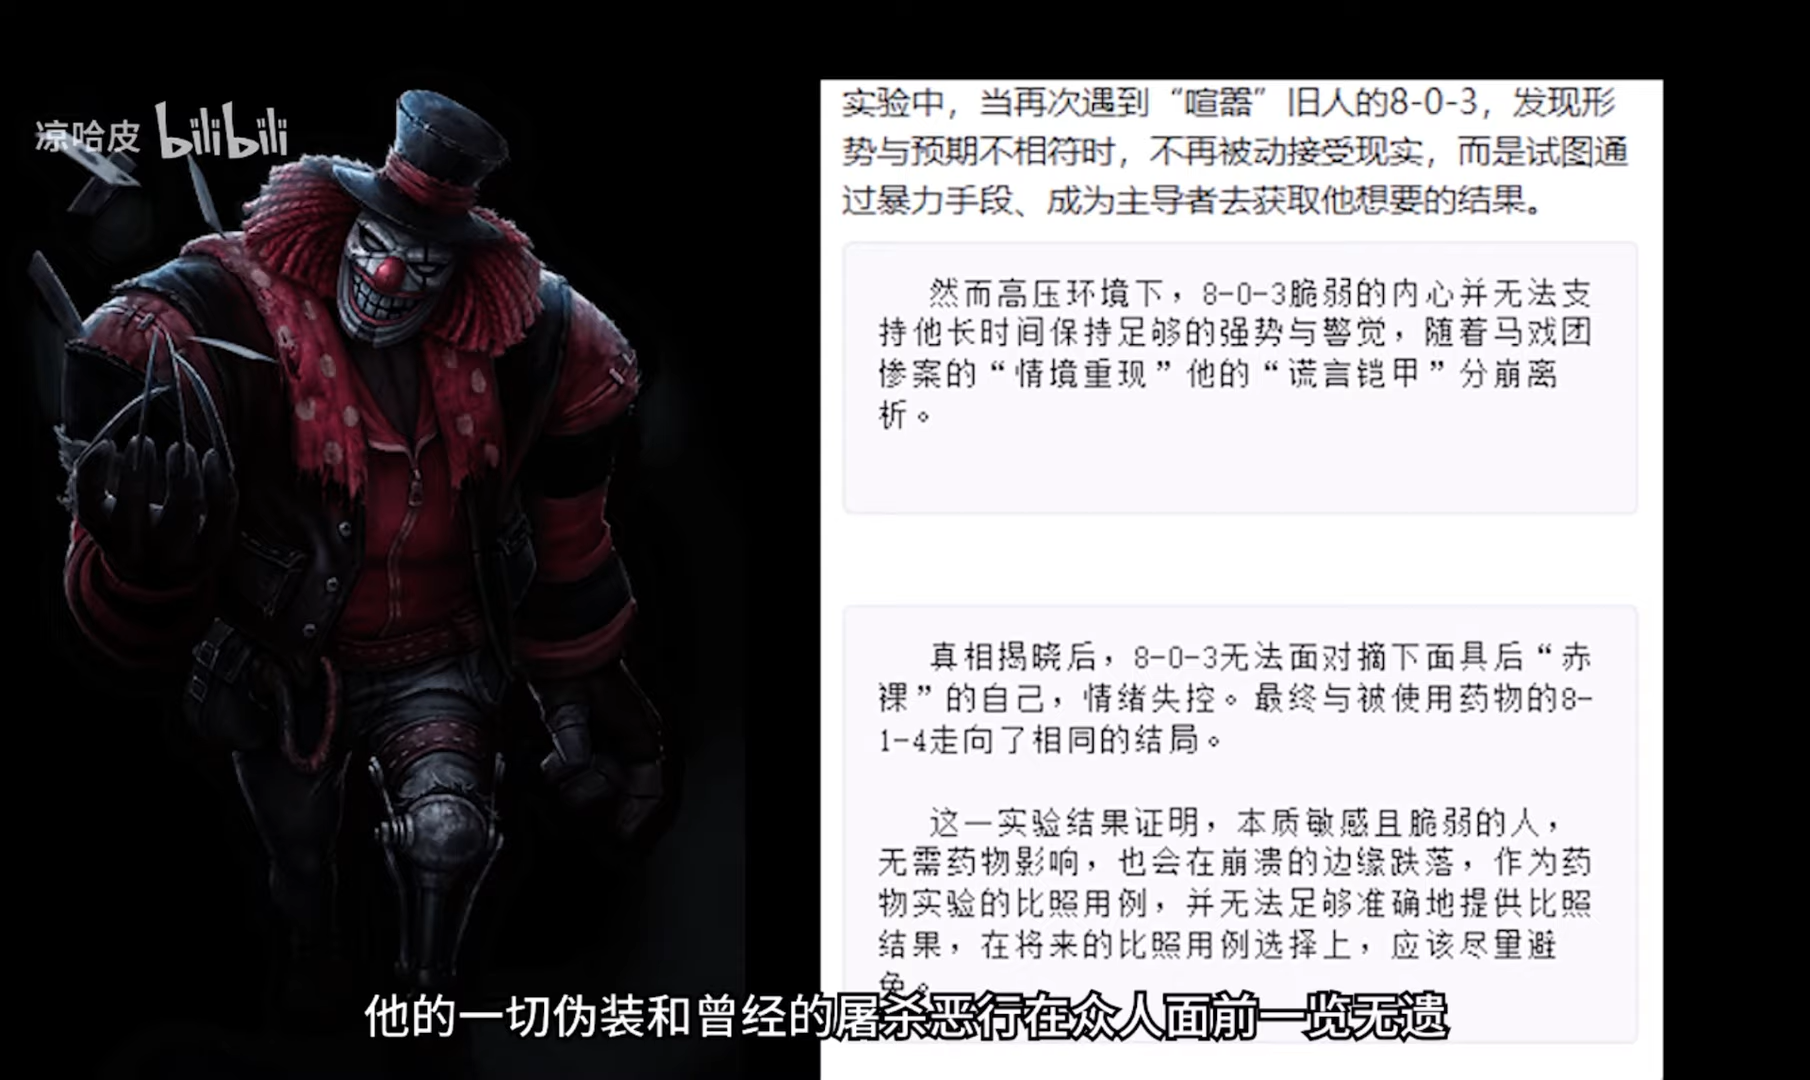 凉哈皮 bilibili
实验中，当再次遇到“喧嚣”旧人的8-0-3，发现形
势与预期不相符时，不再被动接受现实，而是试图通
过暴力手段、成为主导者去获取他想要的结果。
然而高压环境下，8-0-3脆弱的内心并无法支
持他长时间保持足够的强势与警觉，随着马戏团
惨案的“情境重现”他的“谎言铠甲”分崩离
析。
真相揭晓后，8-0-3无法面对摘下面具后“赤
裸”的自己，情绪失控。最终与被使用药物的8-
1-4走向了相同的结局。
这一实验结果证明，本质敏感且脆弱的人，
无需药物影响，也会在崩溃的边缘跌落，作为药
物实验的比照用例，并无法足够准确地提供比照
结果，在将来的比照用例选择上，应该尽量避
免。
他的一切伪装和曾经的屠杀恶行在众人面前一览无遗